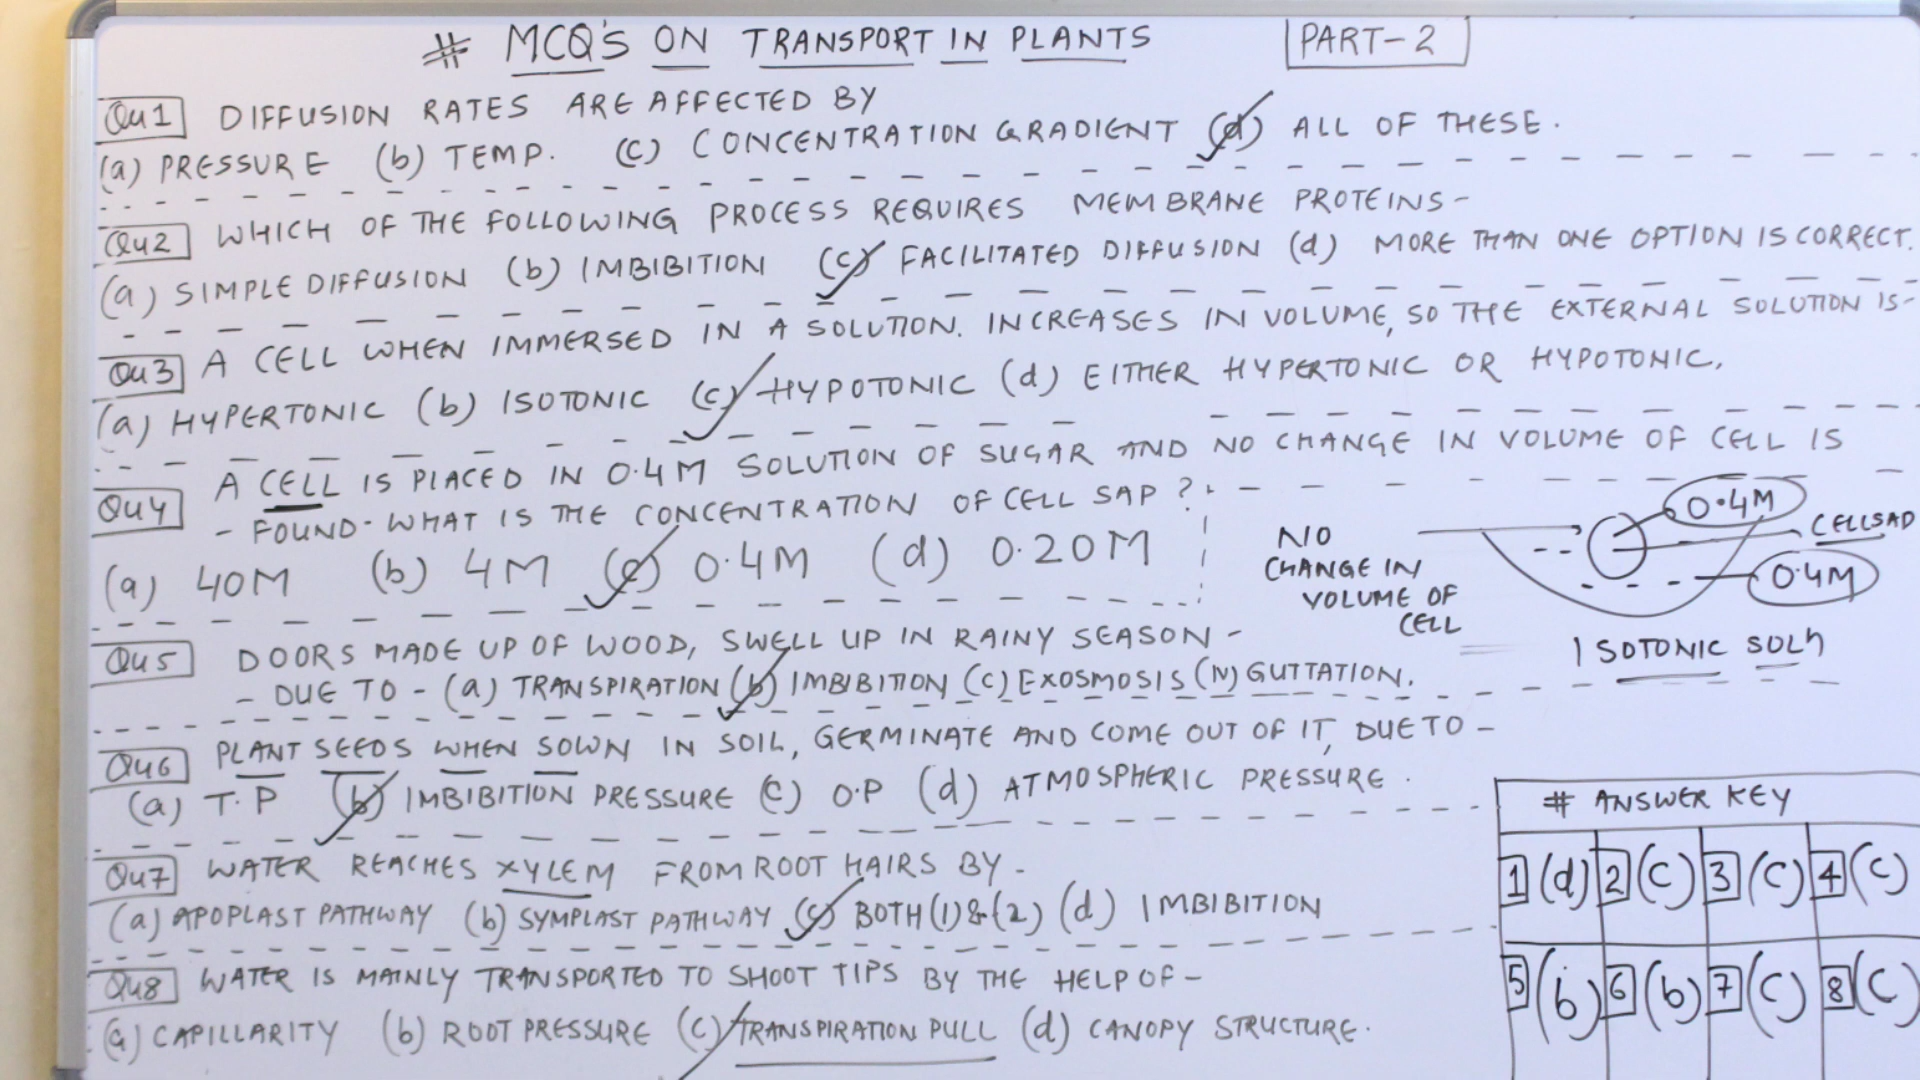 # MCQ'S ON TRANSPORT IN PLANTS
PART-2
Qu1 DIFFUSION RATES ARE AFFECTED BY
(a) PRESSURE (b) TEMP. (C) CONCENTRATION GRADIENT (d) ALL OF THESE.
Qu2 WHICH OF THE FOLLOWING PROCESS REQUIRES MEMBRANE PROTEINS-
(a) SIMPLE DIFFUSION (b) IMBIBITION (C) FACILITATED DIFFUSION (d) MORE THAN ONE OPTION IS CORRECT.
Qu3 A CELL WHEN IMMERSED IN A SOLUTION. INCREASES IN VOLUME, SO THE EXTERNAL SOLUTION IS-
(a) HYPERTONIC (b) ISOTONIC (C) HYPOTONIC (d) EITHER HYPERTONIC OR HYPOTONIC.
Qu4 A CELL IS PLACED IN 0.4M SOLUTION OF SUGAR AND NO CHANGE IN VOLUME OF CELL IS
- FOUND. WHAT IS THE CONCENTRATION OF CELL SAP?
(a) 40M (b) 4M (C) 0.4M (d) 0.20M
NO
CHANGE IN
VOLUME OF
CELL
0.4M
CELLSAP
0.4M
ISOTONIC SOLn
Qu5 DOORS MADE UP OF WOOD, SWELL UP IN RAINY SEASON-
- DUE TO - (a) TRANSPIRATION (b) IMBIBITION (C) EXOSMOSIS (N) GUTTATION.
Qu6 PLANT SEEDS WHEN SOWN IN SOIL, GERMINATE AND COME OUT OF IT, DUE TO -
(a) T.P (b) IMBIBITION PRESSURE (C) O.P (d) ATMOSPHERIC PRESSURE.
Qu7 WATER REACHES XYLEM FROM ROOT HAIRS BY -
(a) APOPLAST PATHWAY (b) SYMPLAST PATHWAY (C) BOTH (1) & (2) (d) IMBIBITION
Qu8 WATER IS MAINLY TRANSPORTED TO SHOOT TIPS BY THE HELP OF -
(a) CAPILLARITY (b) ROOT PRESSURE (C) TRANSPIRATION PULL (d) CANOPY STRUCTURE.
# ANSWER KEY
1 (d) 2 (C) 3 (C) 4 (C)
5 (b) 6 (b) 7 (C) 8 (C)